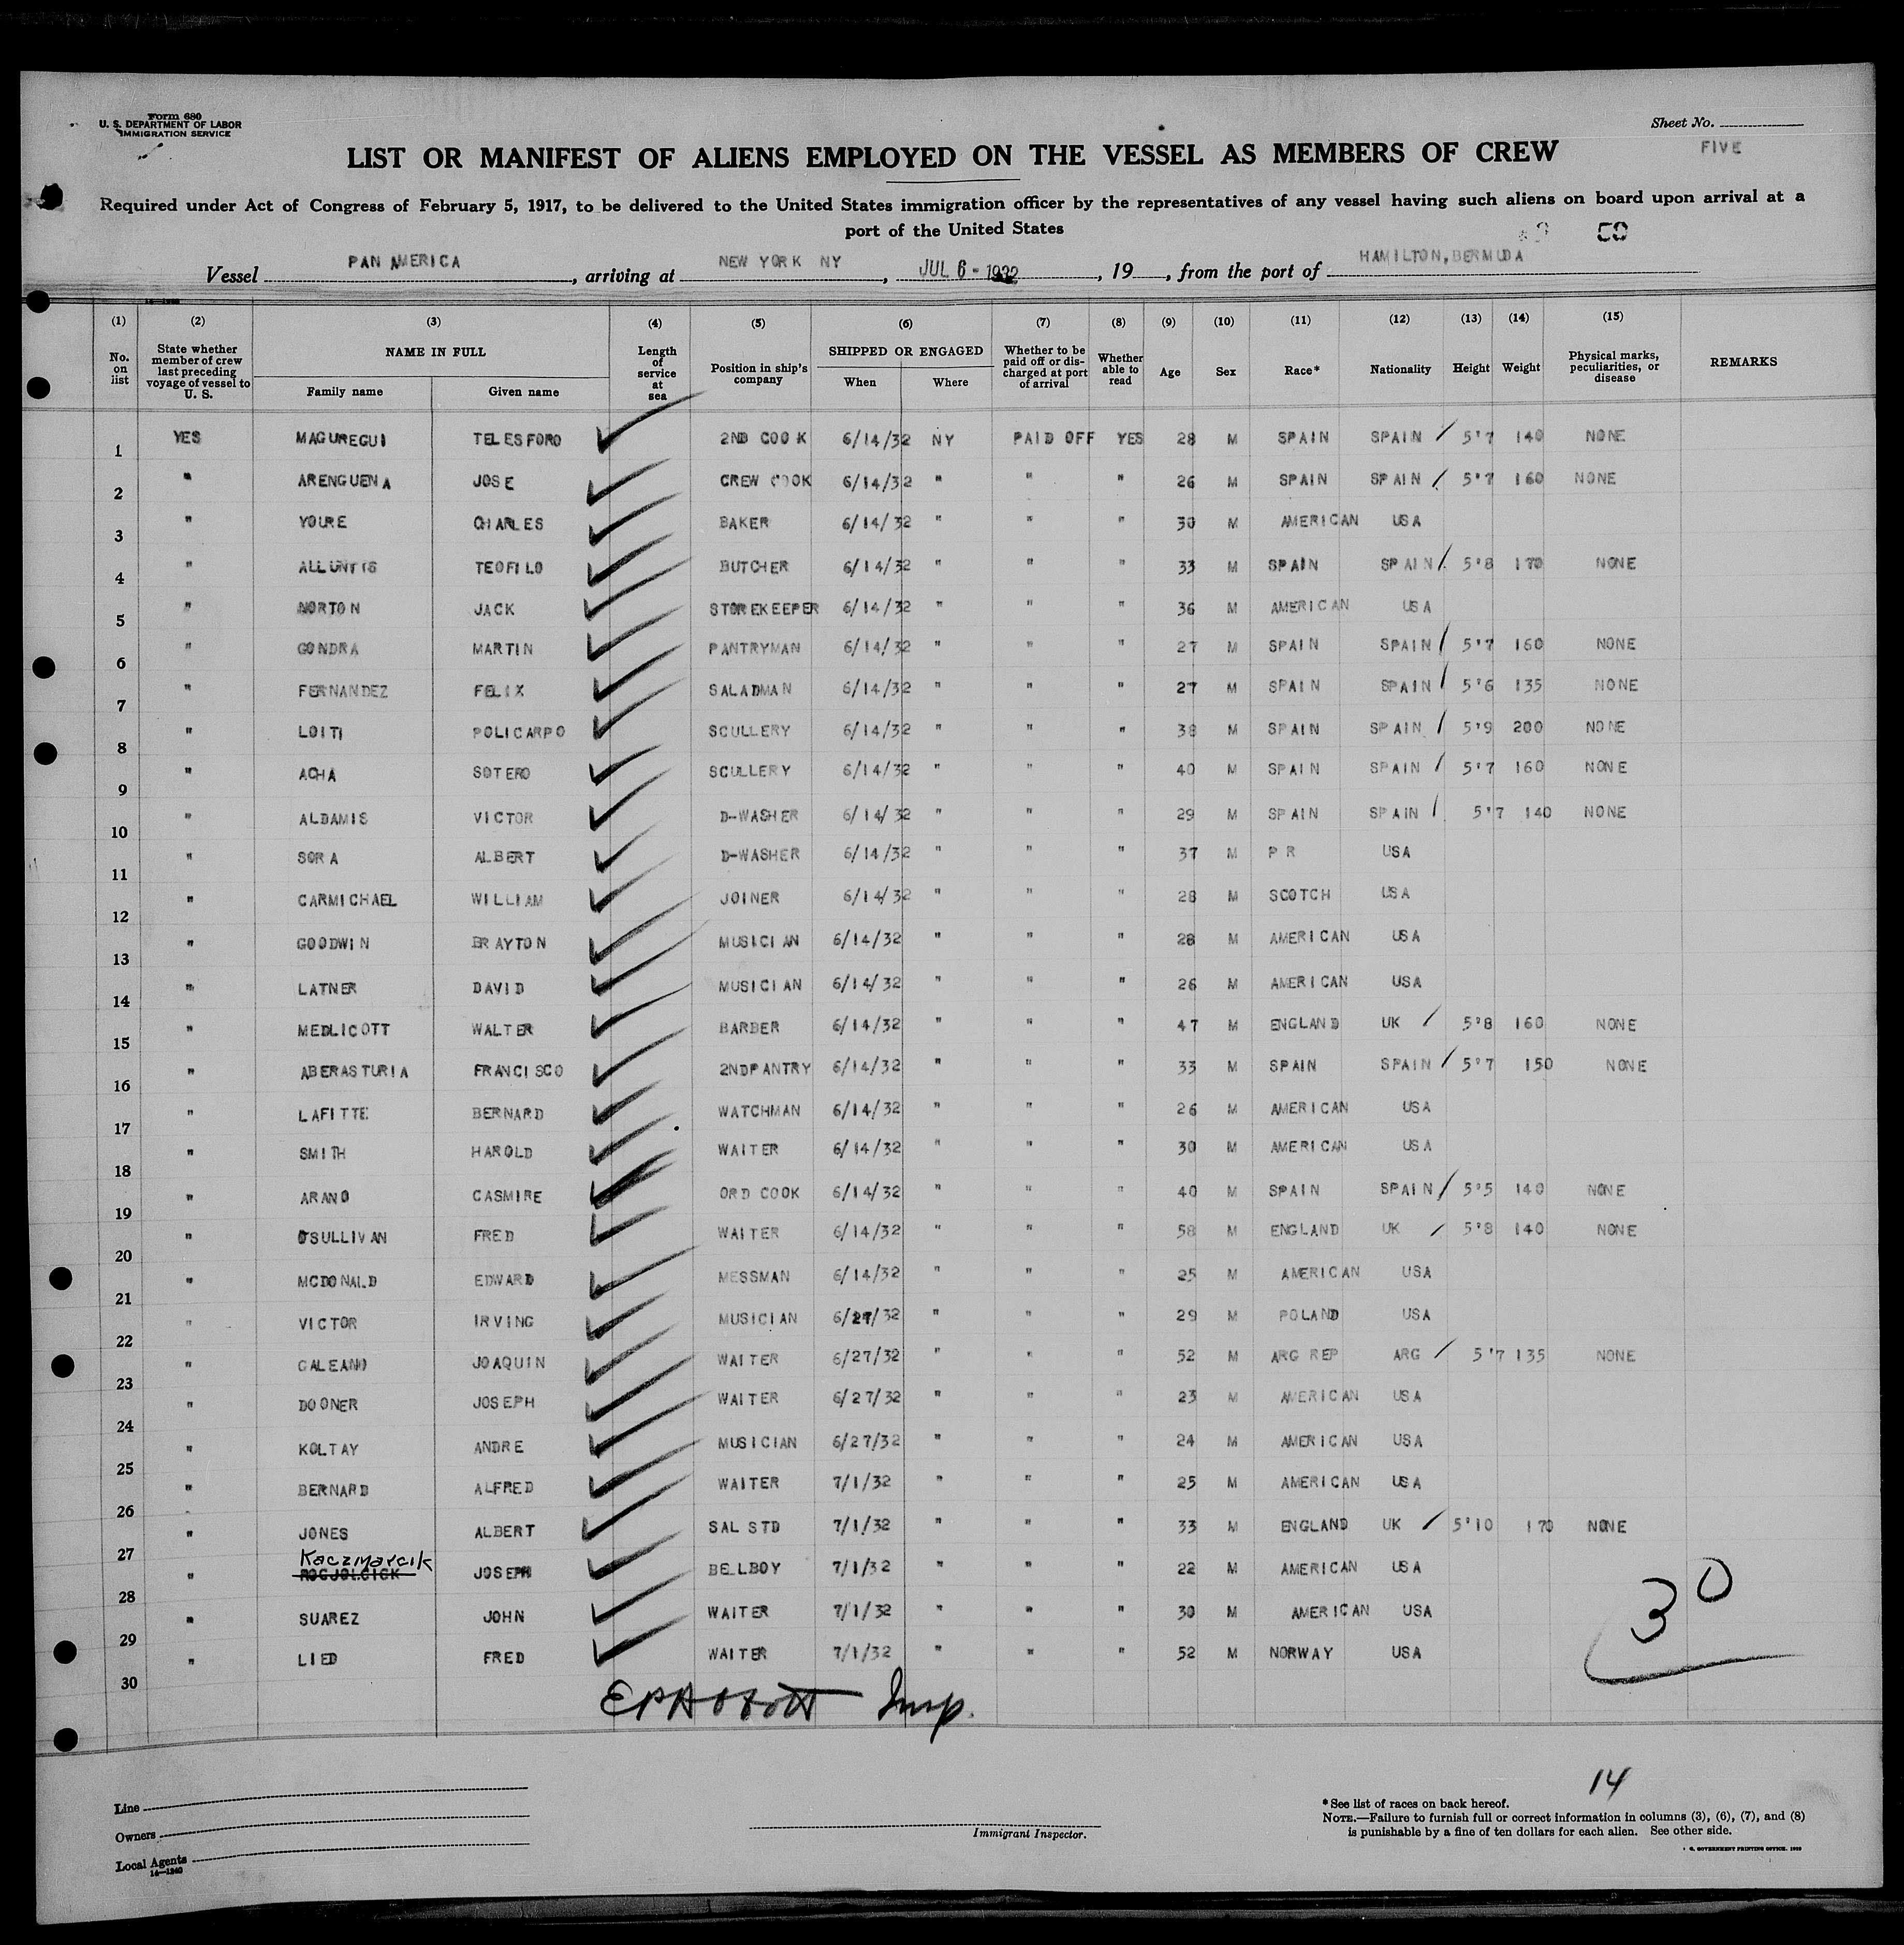 Form 680
U. S. DEPARTMENT OF LABOR
IMMIGRATION SERVICE
Sheet No.
FIVE
LIST OR MANIFEST OF ALIENS EMPLOYED ON THE VESSEL AS MEMBERS OF CREW
Required under Act of Congress of February 5, 1917, to be delivered to the United States immigration officer by the representatives of any vessel having such aliens on board upon arrival at a
port of the United States
Vessel PAN AMERICA, arriving at NEW YORK NY, JUL 6 - 1932, 19, from the port of HAMILTON, BERMUDA
(1) (2) (3) (4) (5) (6) (7) (8) (9) (10) (11) (12) (13) (14) (15)
No. on list | State whether member of crew last preceding voyage of vessel to U. S. | NAME IN FULL Family name Given name | Length of service at sea | Position in ship's company | SHIPPED OR ENGAGED When Where | Whether to be paid off or discharged at port of arrival | Whether able to read | Age | Sex | Race* | Nationality | Height | Weight | Physical marks, peculiarities, or disease | REMARKS
1 YES MAGUREGUI TELESFORO 2ND COOK 6/14/32 NY PAID OFF YES 28 M SPAIN SPAIN 5'7 140 NONE
2 " ARENGUENA JOSE CREW COOK 6/14/32 " " " 26 M SPAIN SPAIN 5'7 160 NONE
3 " YOURE CHARLES BAKER 6/14/32 " " " 30 M AMERICAN USA
4 " TEOFILO BUTCHER 6/14/32 " " " 33 M SPAIN SPAIN 5'8 170 NONE
5 " NORTON JACK STOREKEEPER 6/14/32 " " " 36 M AMERICAN USA
6 " GONDRA MARTIN PANTRYMAN 6/14/32 " " " 27 M SPAIN SPAIN 5'7 160 NONE
7 " FERNANDEZ FELIX SALADMAN 6/14/32 " " " 27 M SPAIN SPAIN 5'6 135 NONE
8 " LOITI POLICARPO SCULLERY 6/14/32 " " " 38 M SPAIN SPAIN 5'9 200 NONE
9 " ACHA SOTERO SCULLERY 6/14/32 " " " 40 M SPAIN SPAIN 5'7 160 NONE
10 " ALDAMIS VICTOR D-WASHER 6/14/32 " " " 29 M SPAIN SPAIN 5'7 140 NONE
11 " SORA ALBERT D-WASHER 6/14/32 " " " 37 M P R USA
12 " CARMICHAEL WILLIAM JOINER 6/14/32 " " " 28 M SCOTCH USA
13 " GOODWIN BRAYTON MUSICIAN 6/14/32 " " " 28 M AMERICAN USA
14 " LATNER DAVID MUSICIAN 6/14/32 " " " 26 M AMERICAN USA
15 " MEDLICOTT WALTER BARBER 6/14/32 " " " 47 M ENGLAND UK 5'8 160 NONE
16 " ABERASTURIA FRANCISCO 2NDPANTRY 6/14/32 " " " 33 M SPAIN SPAIN 5'7 150 NONE
17 " LAFITTE BERNARD WATCHMAN 6/14/32 " " " 26 M AMERICAN USA
18 " SMITH HAROLD WAITER 6/14/32 " " " 30 M AMERICAN USA
19 " ARANO CASMIRE ORD COOK 6/14/32 " " " 40 M SPAIN SPAIN 5'5 140 NONE
20 " O'SULLIVAN FRED WAITER 6/14/32 " " " 58 M ENGLAND UK 5'8 140 NONE
21 " MCDONALD EDWARD MESSMAN 6/14/32 " " " 25 M AMERICAN USA
22 " VICTOR IRVING MUSICIAN 6/27/32 " " " 29 M POLAND USA
23 " GALEANO JOAQUIN WAITER 6/27/32 " " " 52 M ARG REP ARG 5'7 135 NONE
24 " DOONER JOSEPH WAITER 6/27/32 " " " 23 M AMERICAN USA
25 " KOLTAY ANDRE MUSICIAN 6/27/32 " " " 24 M AMERICAN USA
26 " BERNARD ALFRED WAITER 7/1/32 " " " 25 M AMERICAN USA
27 " JONES ALBERT SAL STD 7/1/32 " " " 33 M ENGLAND UK 5'10 170 NONE
28 " Kaczmarcik JOSEPH BELLBOY 7/1/32 " " " 22 M AMERICAN USA
29 " SUAREZ JOHN WAITER 7/1/32 " " " 30 M AMERICAN USA
30 " LIED FRED WAITER 7/1/32 " " " 52 M NORWAY USA
30
EPAbbott Insp.
14
Line
Owners
Local Agents
14—1240
Immigrant Inspector.
* See list of races on back hereof.
NOTE.—Failure to furnish full or correct information in columns (3), (6), (7), and (8)
is punishable by a fine of ten dollars for each alien. See other side.